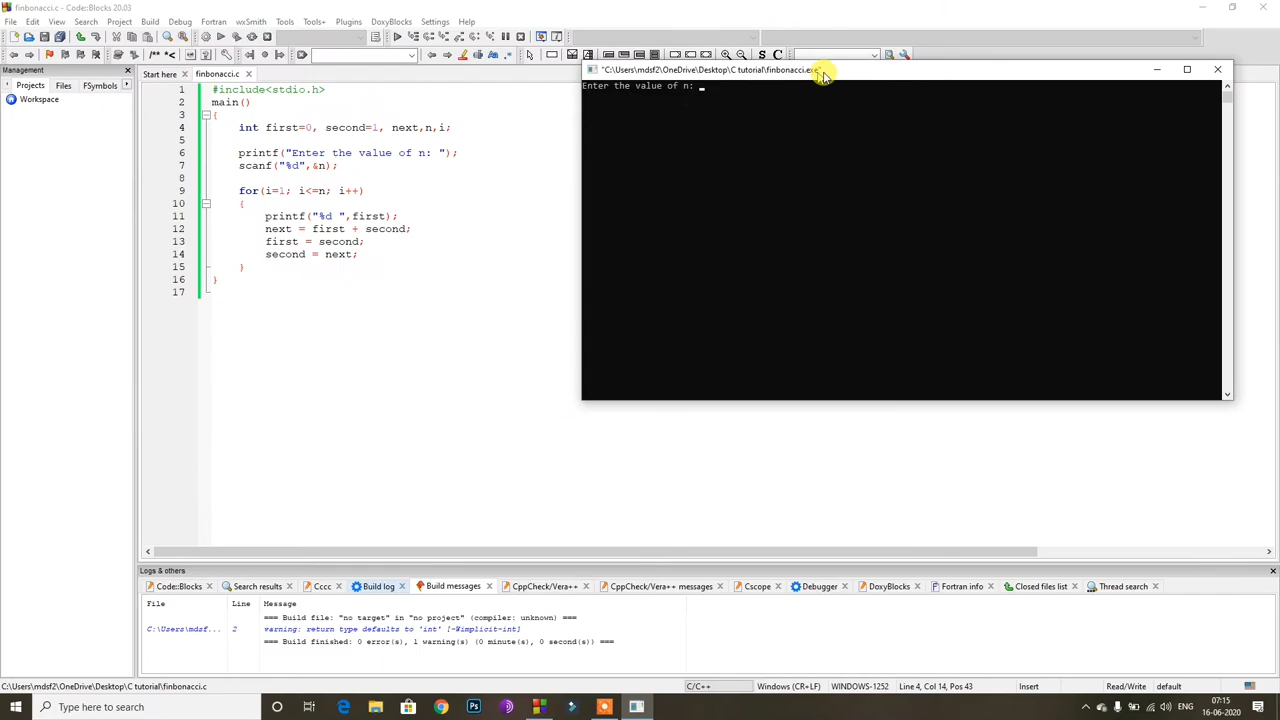 finbonacci.c - Code::Blocks 20.03
File Edit View Search Project Build Debug Fortran wxSmith Tools Tools+ Plugins DoxyBlocks Settings Help
/** *<
S C
Management
Projects Files FSymbols
Workspace
Start here finbonacci.c
1 #include<stdio.h>
2 main()
3 {
4 int first=0, second=1, next,n,i;
5
6 printf("Enter the value of n: ");
7 scanf("%d",&n);
8
9 for(i=1; i<=n; i++)
10 {
11 printf("%d ",first);
12 next = first + second;
13 first = second;
14 second = next;
15 }
16 }
17
"C:\Users\mdsf2\OneDrive\Desktop\C tutorial\finbonacci.exe"
Enter the value of n:
Logs & others
Code::Blocks Search results Cccc Build log Build messages CppCheck/Vera++ CppCheck/Vera++ messages Cscope Debugger DoxyBlocks Fortran info Closed files list Thread search
File Line Message
=== Build file: "no target" in "no project" (compiler: unknown) ===
C:\Users\mdsf... 2 warning: return type defaults to 'int' [-Wimplicit-int]
=== Build finished: 0 error(s), 1 warning(s) (0 minute(s), 0 second(s)) ===
C:\Users\mdsf2\OneDrive\Desktop\C tutorial\finbonacci.c C/C++ Windows (CR+LF) WINDOWS-1252 Line 4, Col 14, Pos 43 Insert Read/Write default
Type here to search
ENG
07:15
16-06-2020